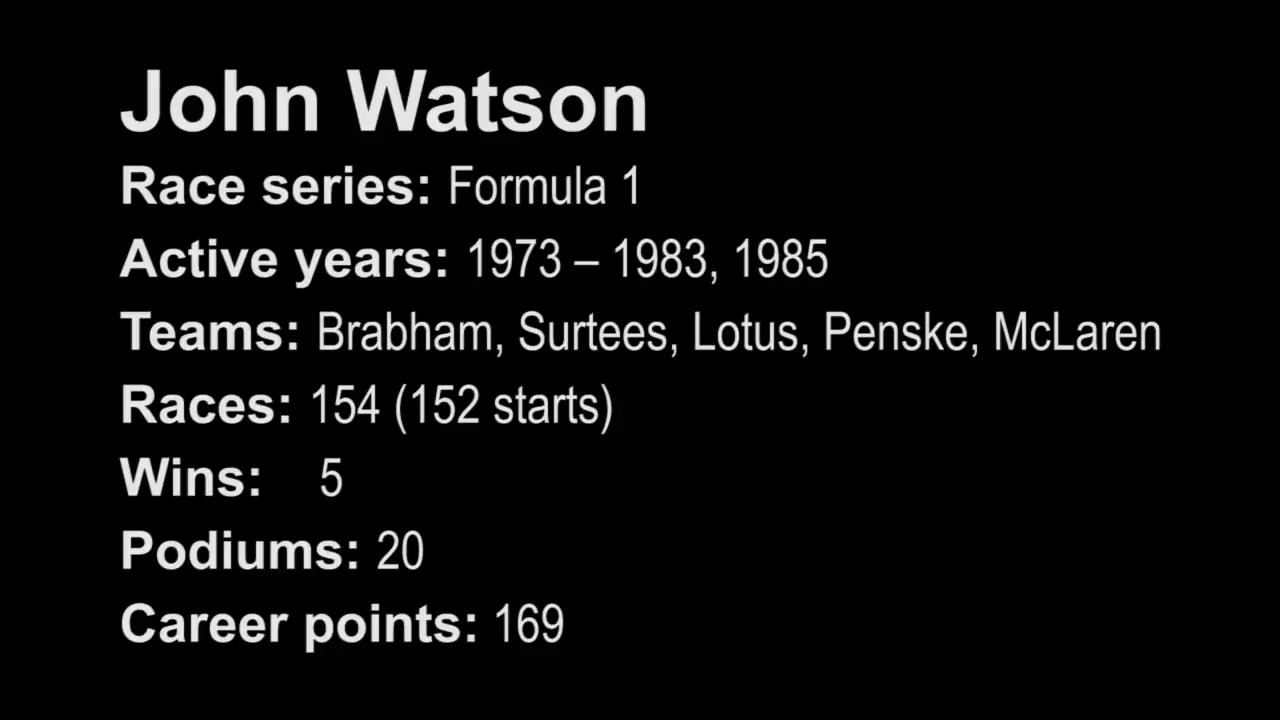 John Watson
Race series: Formula 1
Active years: 1973 – 1983, 1985
Teams: Brabham, Surtees, Lotus, Penske, McLaren
Races: 154 (152 starts)
Wins: 5
Podiums: 20
Career points: 169